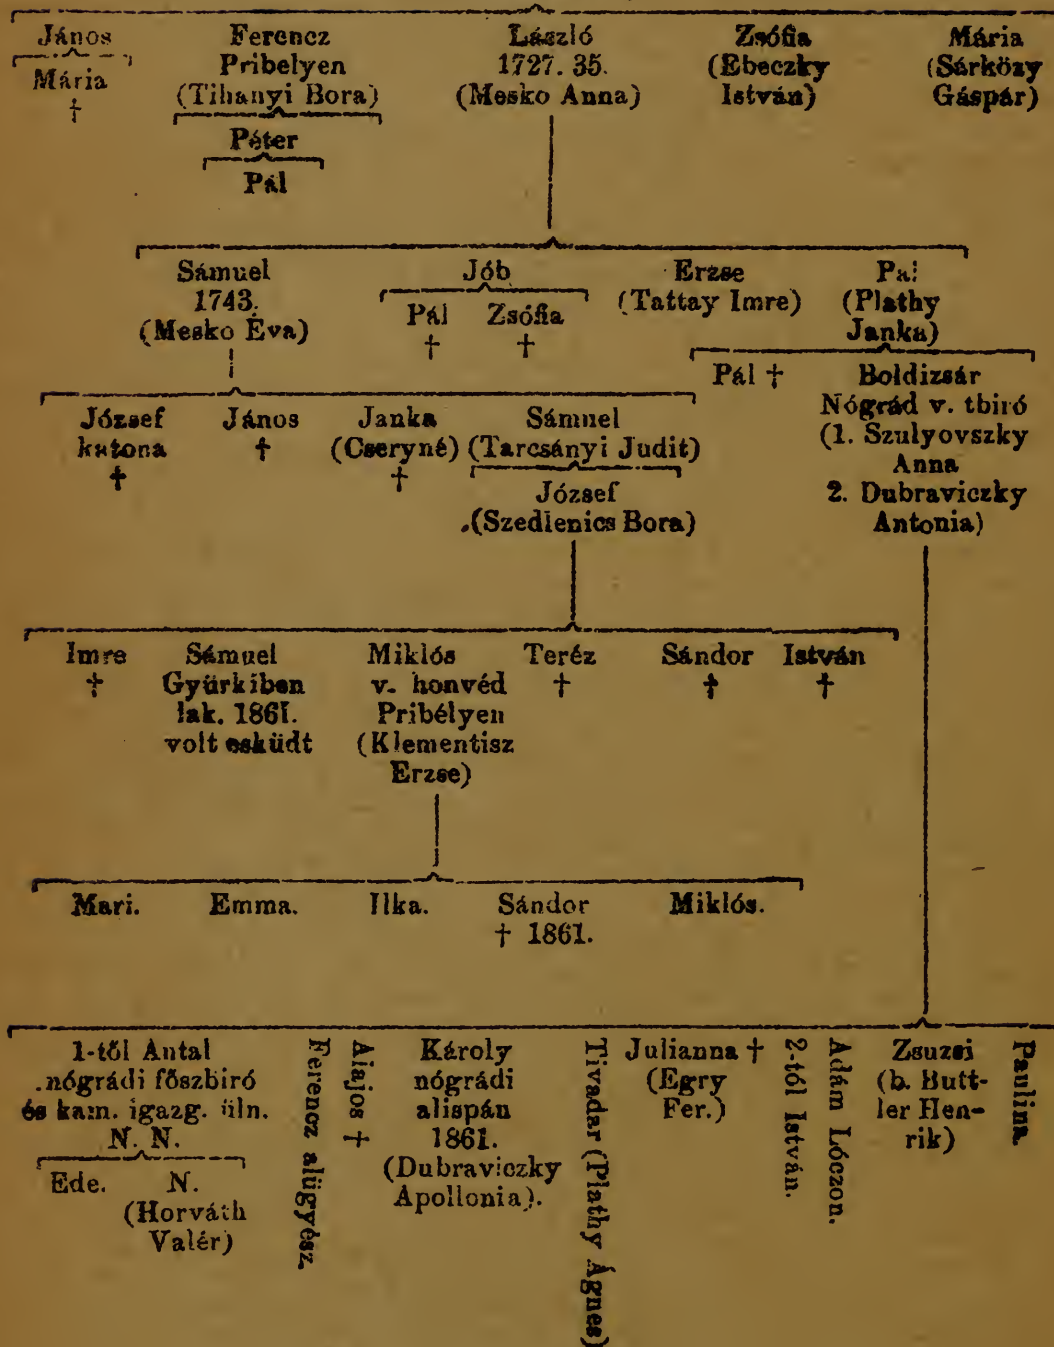 János
Mária
†
Ferencz
Pribelyen
(Tihanyi Bora)
Péter
Pál
László
1727. 35.
(Mesko Anna)
Zsófia
(Ebeczky
István)
Mária
(Sárközy
Gáspár)
Sámuel
1743.
(Mesko Éva)
Jób
Pál
†
Zsófia
†
Erzse
(Tattay Imre)
Pal
(Plathy
Janka)
Pál †
Boldizsár
Nógrád v. tbiró
(1. Szulyovszky
Anna
2. Dubraviczky
Antonia)
József
katona
†
János
†
Janka
(Cseryné)
†
Sámuel
(Tarcsányi Judit)
József
(Szedlenics Bora)
Imre
†
Sámuel
Gyürkiben
lak. 1861.
volt esküdt
Miklós
v. honvéd
Pribélyen
(Klementisz
Erzse)
Teréz
†
Sándor
†
István
†
Mari.
Emma.
Ilka.
Sándor
† 1861.
Miklós.
1-től Antal
nógrádi főszbiró
és kam. igazg. üln.
N. N.
Ede.
N.
(Horváth
Valér)
Ferencz alügyész.
Alajos †
Károly
nógrádi
alispán
1861.
(Dubraviczky
Apollonia).
Tivadar (Plathy Ágnes)
Julianna †
(Egry
Fer.)
2-tól István.
Adám Lóczon.
Zsuzsi
(b. Butt-
ler Hen-
rik)
Paulina.